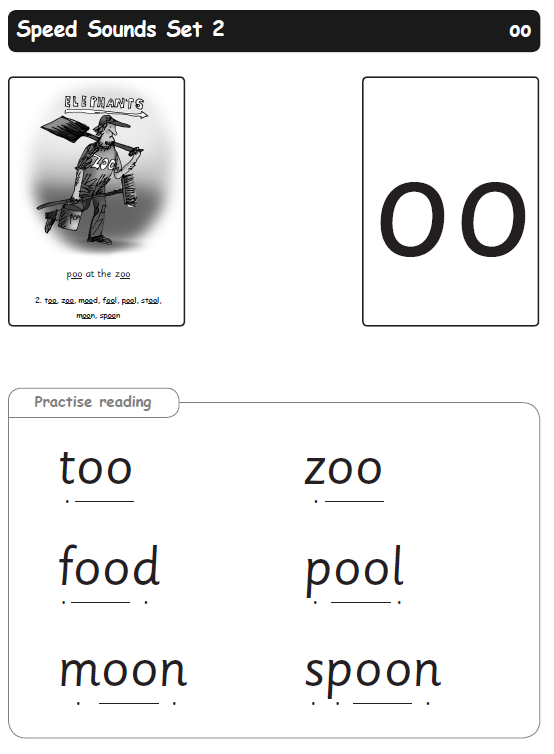 Speed Sounds Set 2 oo
ELEPHANTS
ZOO
poo at the zoo
2. too, zoo, mood, fool, pool, stool,
moon, spoon
oo
Practise reading
too zoo
food pool
moon spoon